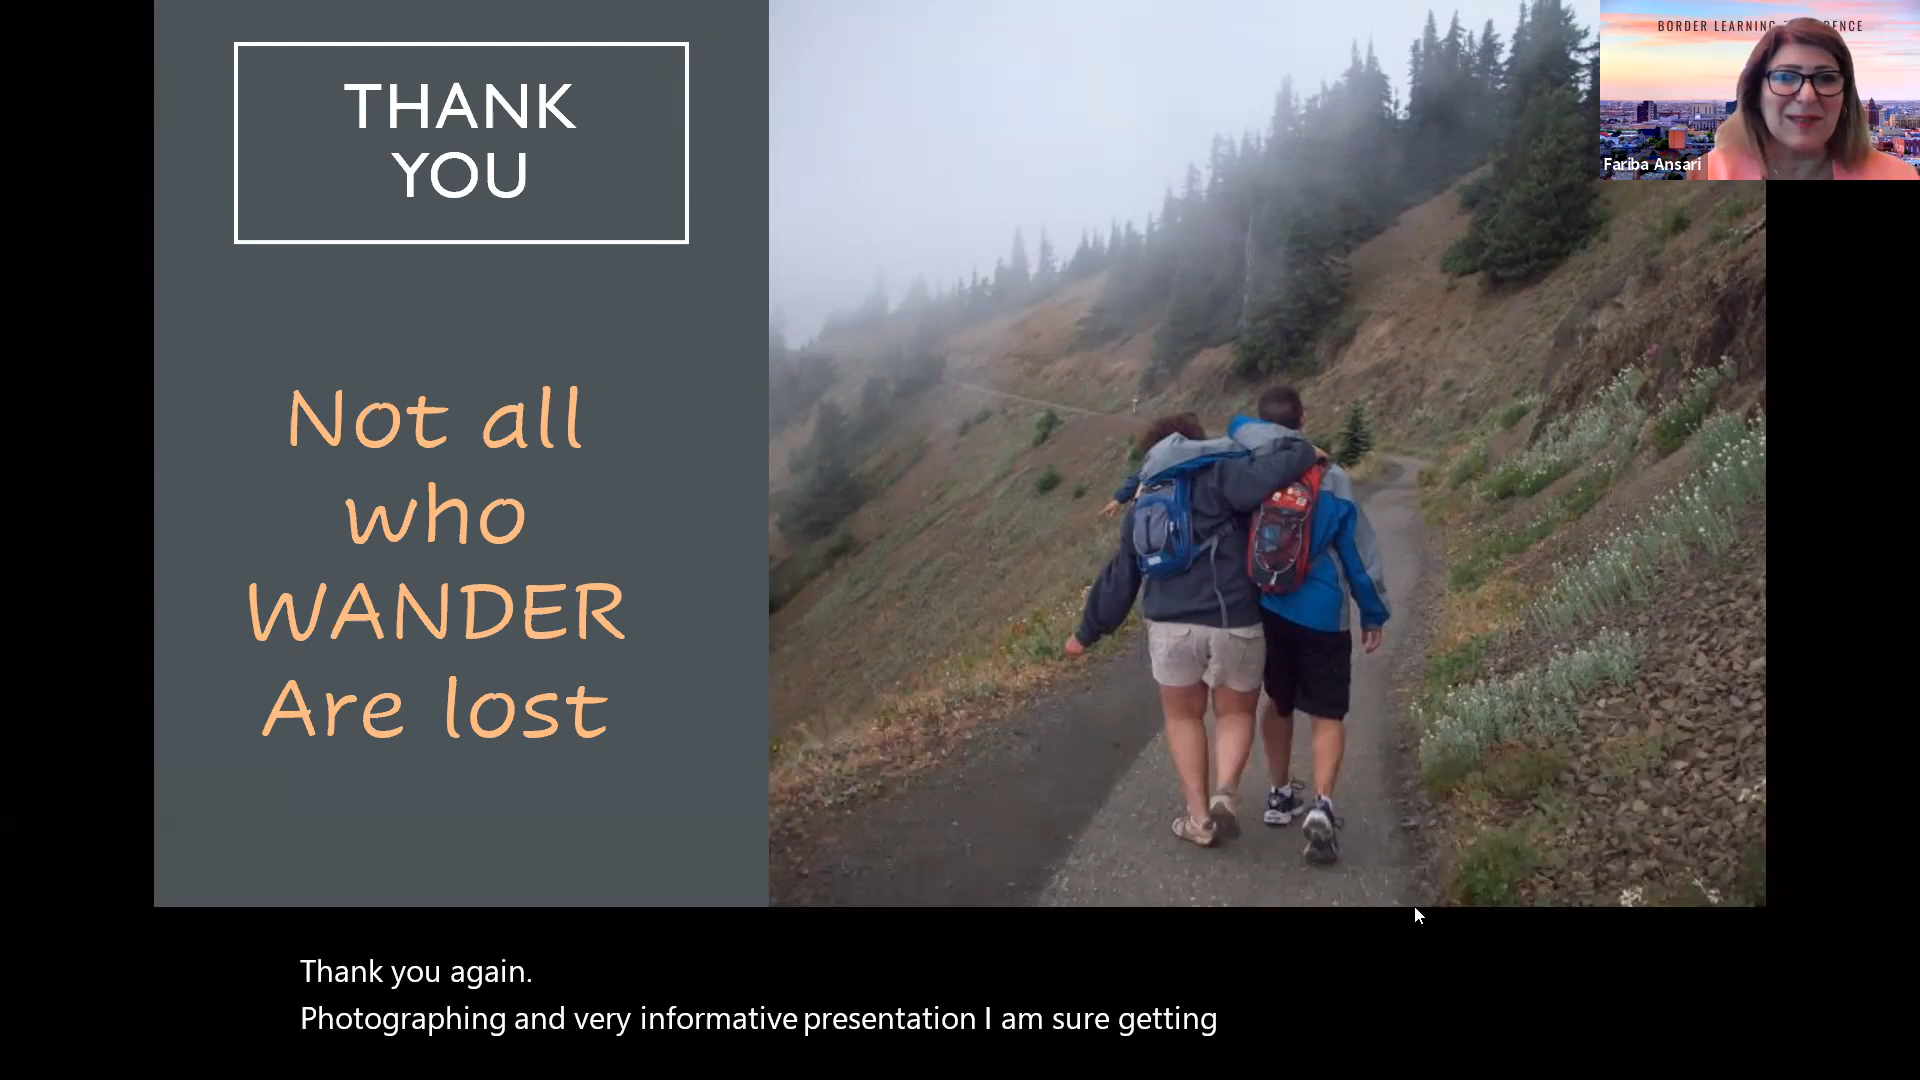 THANK
YOU
Not all
who
WANDER
Are lost
BORDER LEARNING
Fariba Ansari
Thank you again.
Photographing and very informative presentation I am sure getting